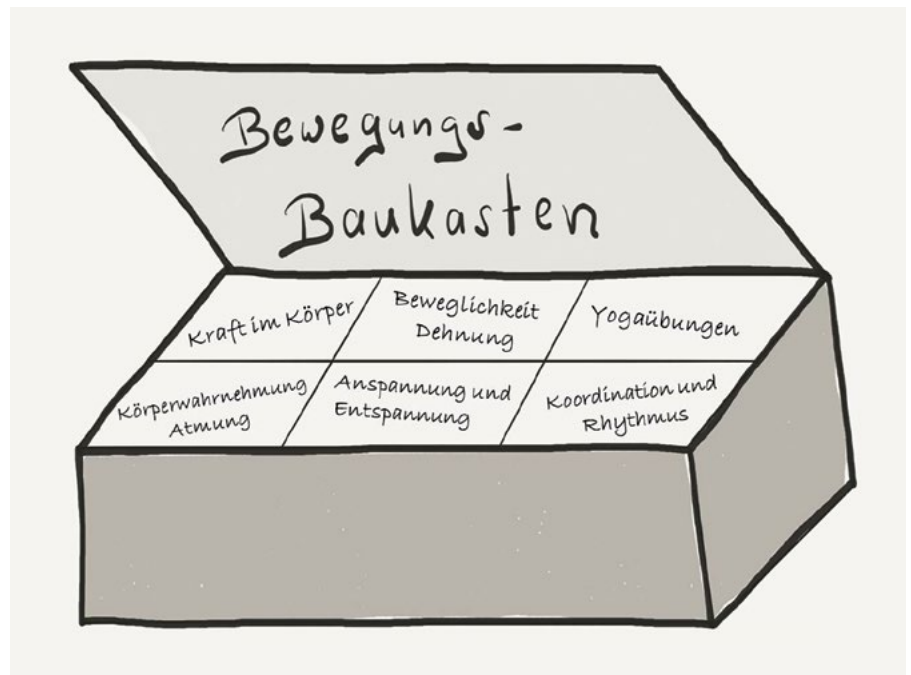 Bewegungs-
Baukasten
Kraft im Körper
Beweglichkeit
Dehnung
Yogaübungen
Körperwahrnehmung
Atmung
Anspannung und
Entspannung
Koordination und
Rhythmus